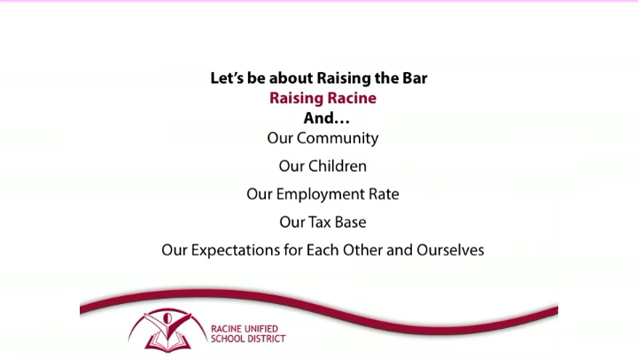 Let's be about Raising the Bar
Raising Racine
And...
Our Community
Our Children
Our Employment Rate
Our Tax Base
Our Expectations for Each Other and Ourselves
RACINE UNIFIED
SCHOOL DISTRICT